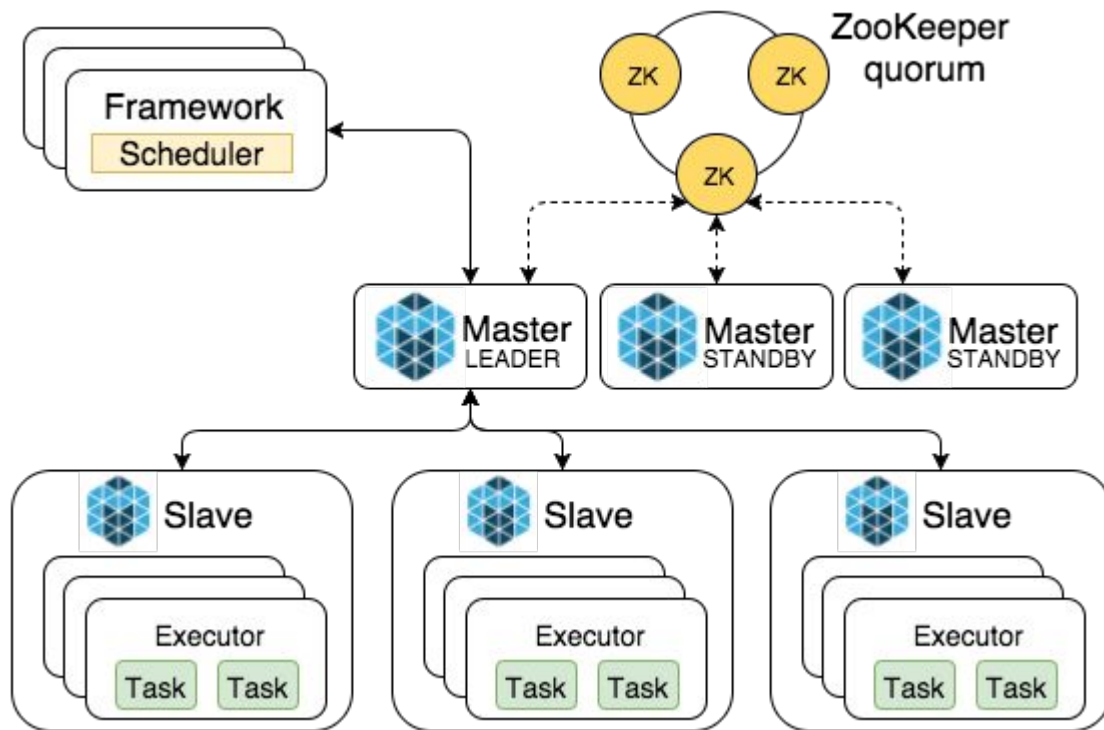 ZooKeeper
quorum
ZK
ZK
ZK
Framework
Scheduler
Master
LEADER
Master
STANDBY
Master
STANDBY
Slave
Slave
Slave
Executor
Task
Task
Executor
Task
Task
Executor
Task
Task